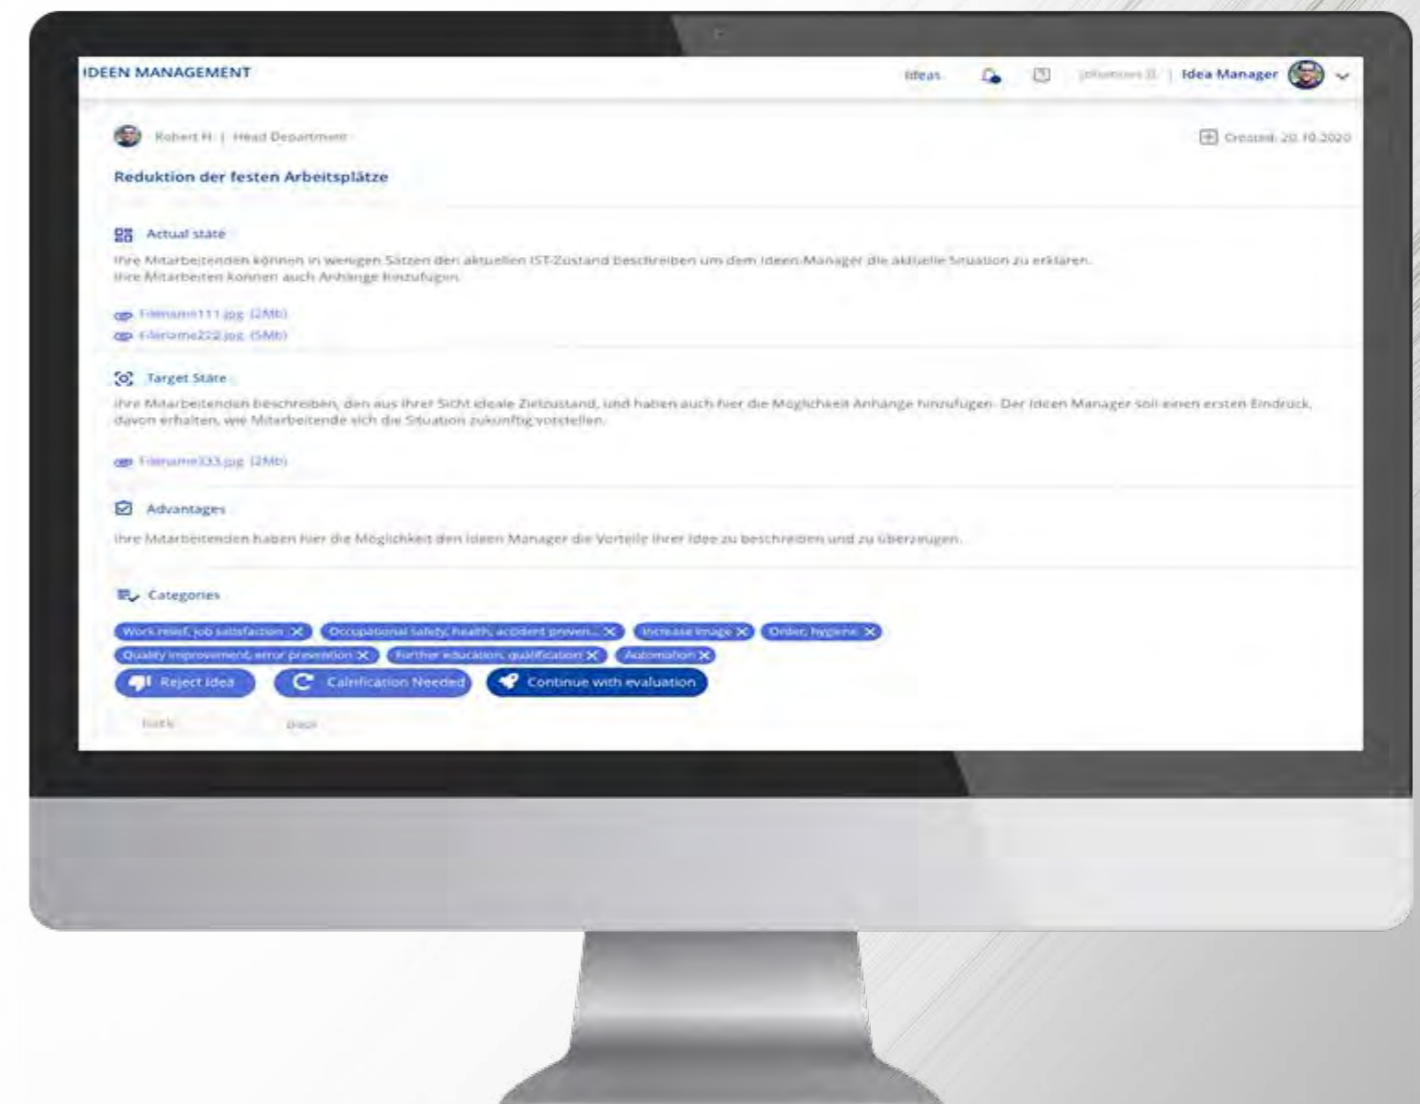 IDEEN MANAGEMENT
Ideas
Idea Manager
Robert H. | Head Department
Created: 20.10.2020
Reduktion der festen Arbeitsplätze
Actual state
Ihre Mitarbeitenden können in wenigen Sätzen den aktuellen IST-Zustand beschreiben um dem Ideen-Manager die aktuelle Situation zu erklären.
Ihre Mitarbeiten können auch Anhänge hinzufügen.
Filename111.jpg (2Mb)
Filename222.jpg (5Mb)
Target State
Ihre Mitarbeitenden beschreiben, den aus ihrer Sicht ideale Zielzustand, und haben auch hier die Möglichkeit Anhänge hinzufügen. Der Ideen Manager soll einen ersten Eindruck,
davon erhalten, wie Mitarbeitende sich die Situation zukünftig vorstellen.
Filename333.jpg (2Mb)
Advantages
Ihre Mitarbeitenden haben hier die Möglichkeit den Ideen Manager die Vorteile ihrer Idee zu beschreiben und zu überzeugen.
Categories
Work relief, job satisfaction X Occupational safety, health, accident preven... X Increase image X Order, hygiene X
Quality improvement, error prevention X Further education, qualification X Automation X
Reject Idea Calrification Needed Continue with evaluation
back